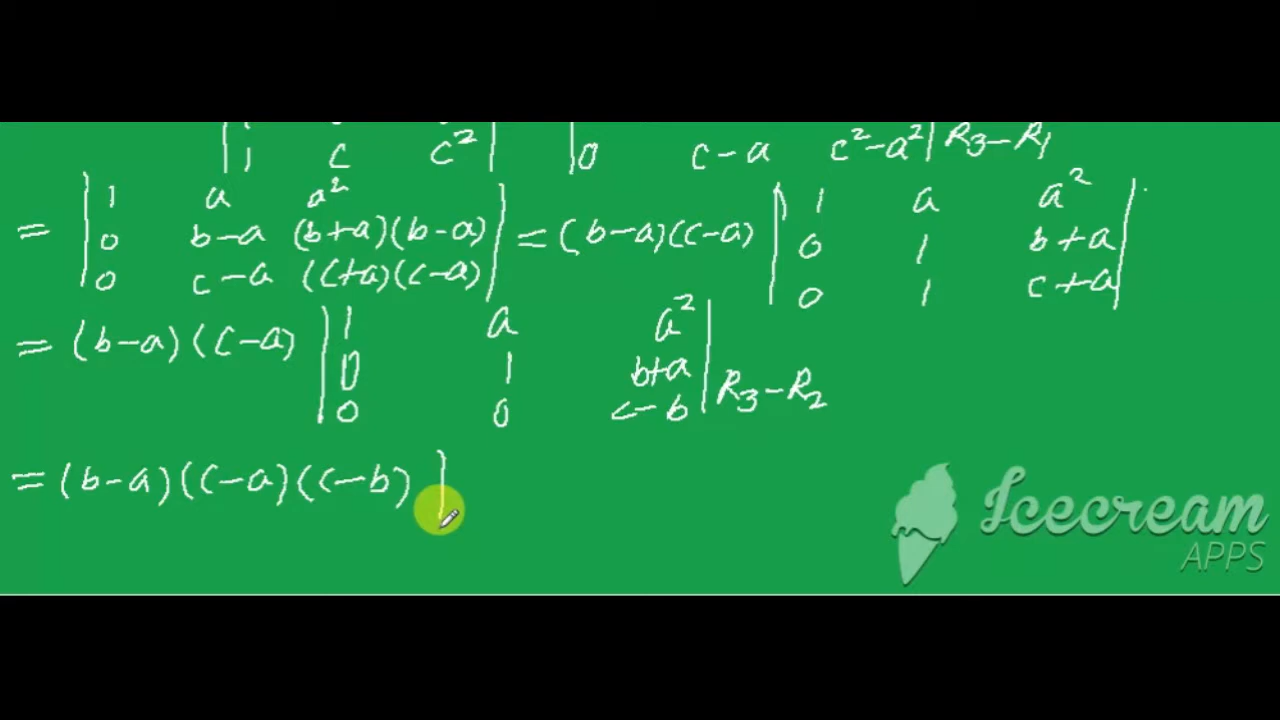 | 1 c c² | | 0 c-a c²-a² | R₃-R₁
= | 1 a a² | = (b-a)(c-a) | 1 a a² |
| 0 b-a (b+a)(b-a) | | 0 1 b+a |
| 0 c-a (c+a)(c-a) | | 0 1 c+a |
= (b-a)(c-a) | 1 a a² |
| 0 1 b+a |
| 0 0 c-b | R₃-R₂
= (b-a)(c-a)(c-b) |
Icecream
APPS